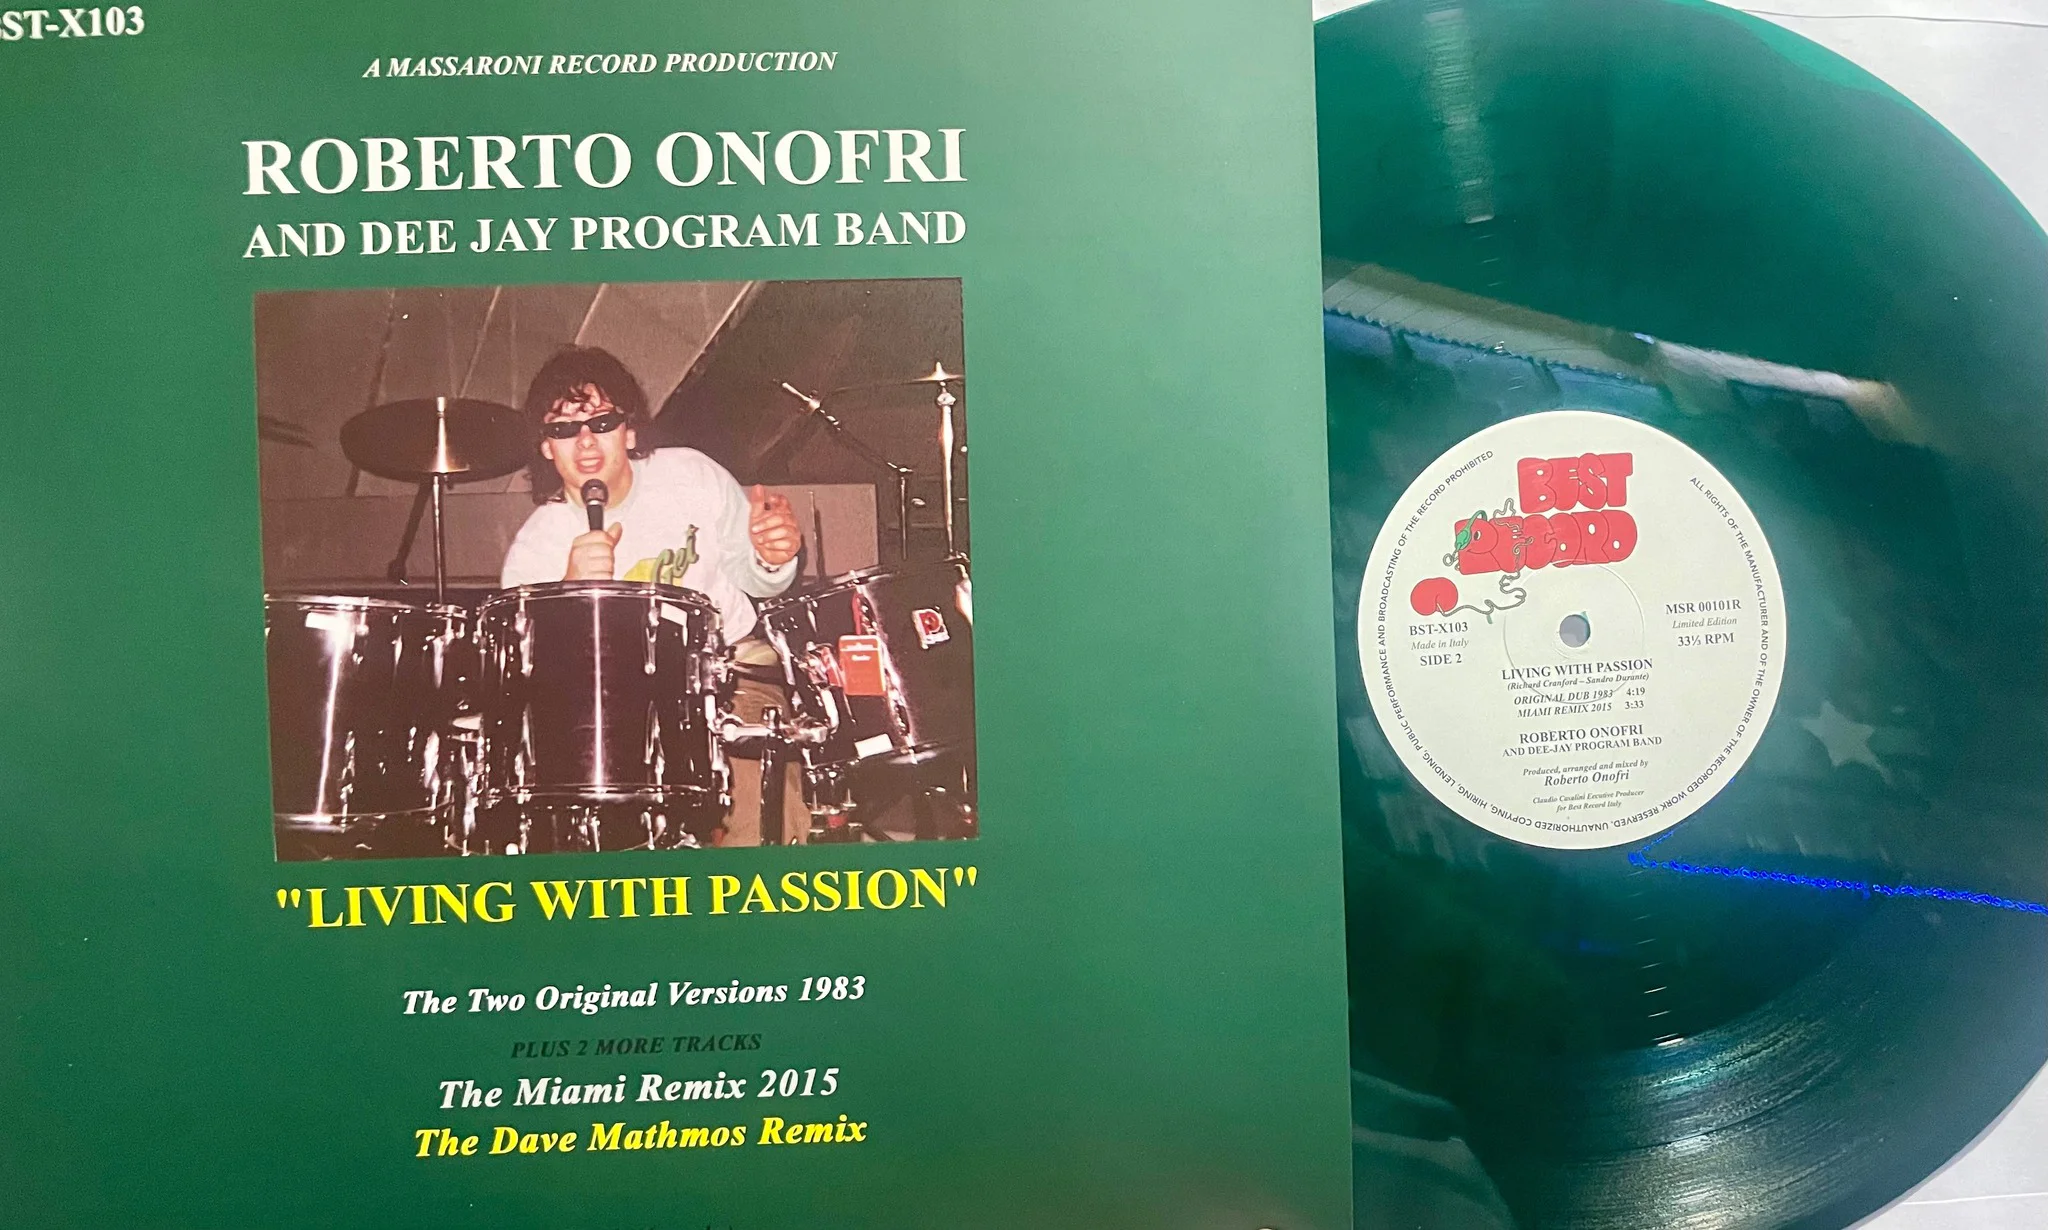 BST-X103
A MASSARONI RECORD PRODUCTION
ROBERTO ONOFRI
AND DEE JAY PROGRAM BAND
Get
"LIVING WITH PASSION"
The Two Original Versions 1983
PLUS 2 MORE TRACKS
The Miami Remix 2015
The Dave Mathmos Remix
BEST
RECORD
ALL RIGHTS OF THE MANUFACTURER AND OF THE OWNER OF THE RECORDED WORK RESERVED. UNAUTHORIZED COPYING, HIRING, LENDING, PUBLIC PERFORMANCE AND BROADCASTING OF THE RECORD PROHIBITED
BST-X103
Made in Italy
SIDE 2
MSR 00101R
Limited Edition
33⅓ RPM
LIVING WITH PASSION
(Richard Cranford – Sandro Durante)
ORIGINAL DUB 1983 4:19
MIAMI REMIX 2015 3:33
ROBERTO ONOFRI
AND DEE-JAY PROGRAM BAND
Produced, arranged and mixed by
Roberto Onofri
Claudio Casalini Eecutive Producer
for Best Record Italy